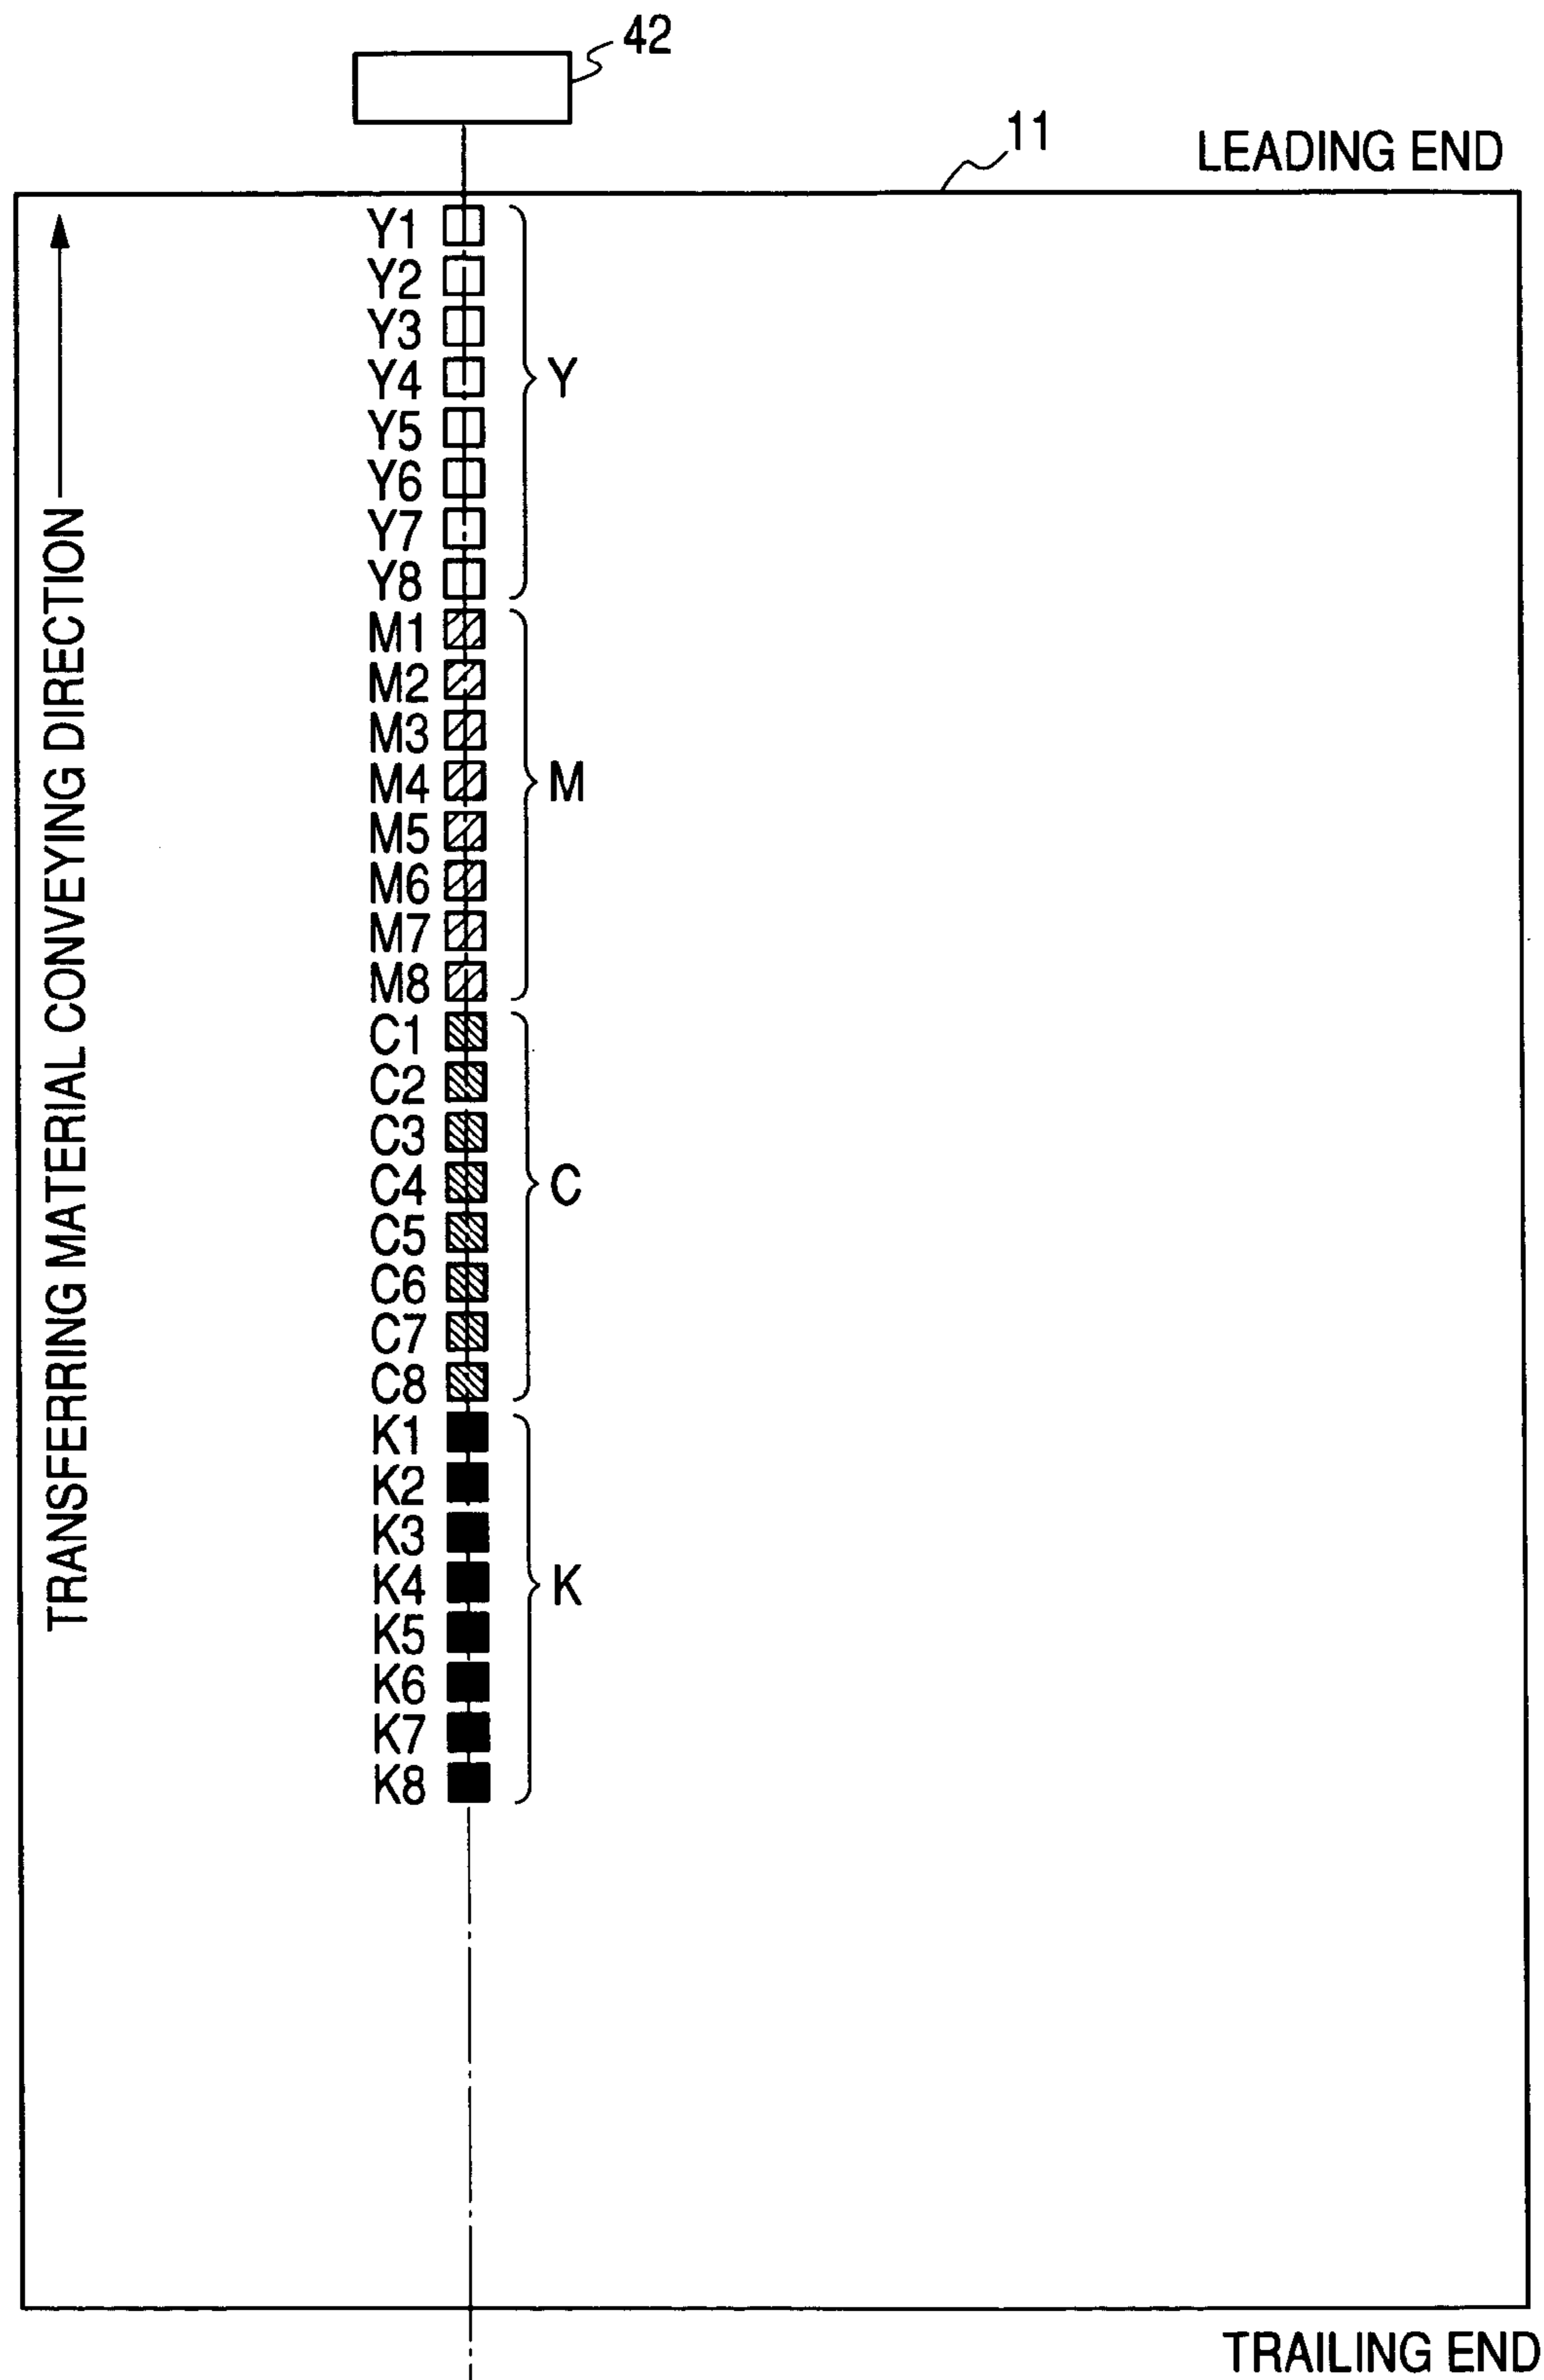 42
11
LEADING END
TRANSFERRING MATERIAL CONVEYING DIRECTION
Y1
Y2
Y3
Y4
Y5
Y6
Y7
Y8
Y
M1
M2
M3
M4
M5
M6
M7
M8
M
C1
C2
C3
C4
C5
C6
C7
C8
C
K1
K2
K3
K4
K5
K6
K7
K8
K
TRAILING END